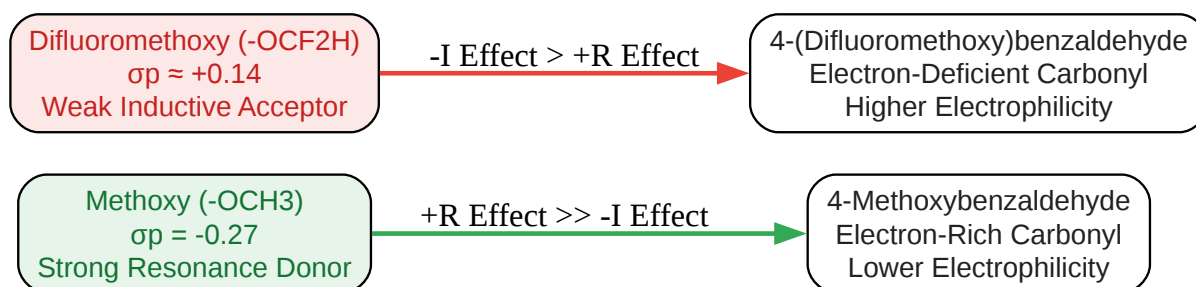 Difluoromethoxy (-OCF2H)
σp ≈ +0.14
Weak Inductive Acceptor
-I Effect > +R Effect
4-(Difluoromethoxy)benzaldehyde
Electron-Deficient Carbonyl
Higher Electrophilicity
Methoxy (-OCH3)
σp = -0.27
Strong Resonance Donor
+R Effect >> -I Effect
4-Methoxybenzaldehyde
Electron-Rich Carbonyl
Lower Electrophilicity